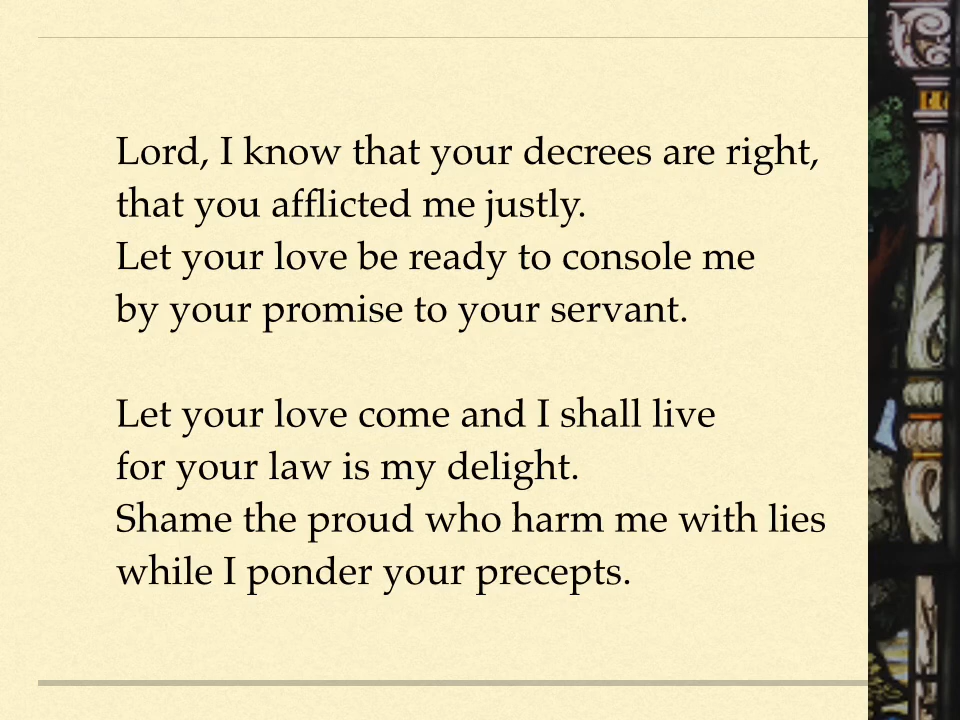 Lord, I know that your decrees are right,
that you afflicted me justly.
Let your love be ready to console me
by your promise to your servant.

Let your love come and I shall live
for your law is my delight.
Shame the proud who harm me with lies
while I ponder your precepts.